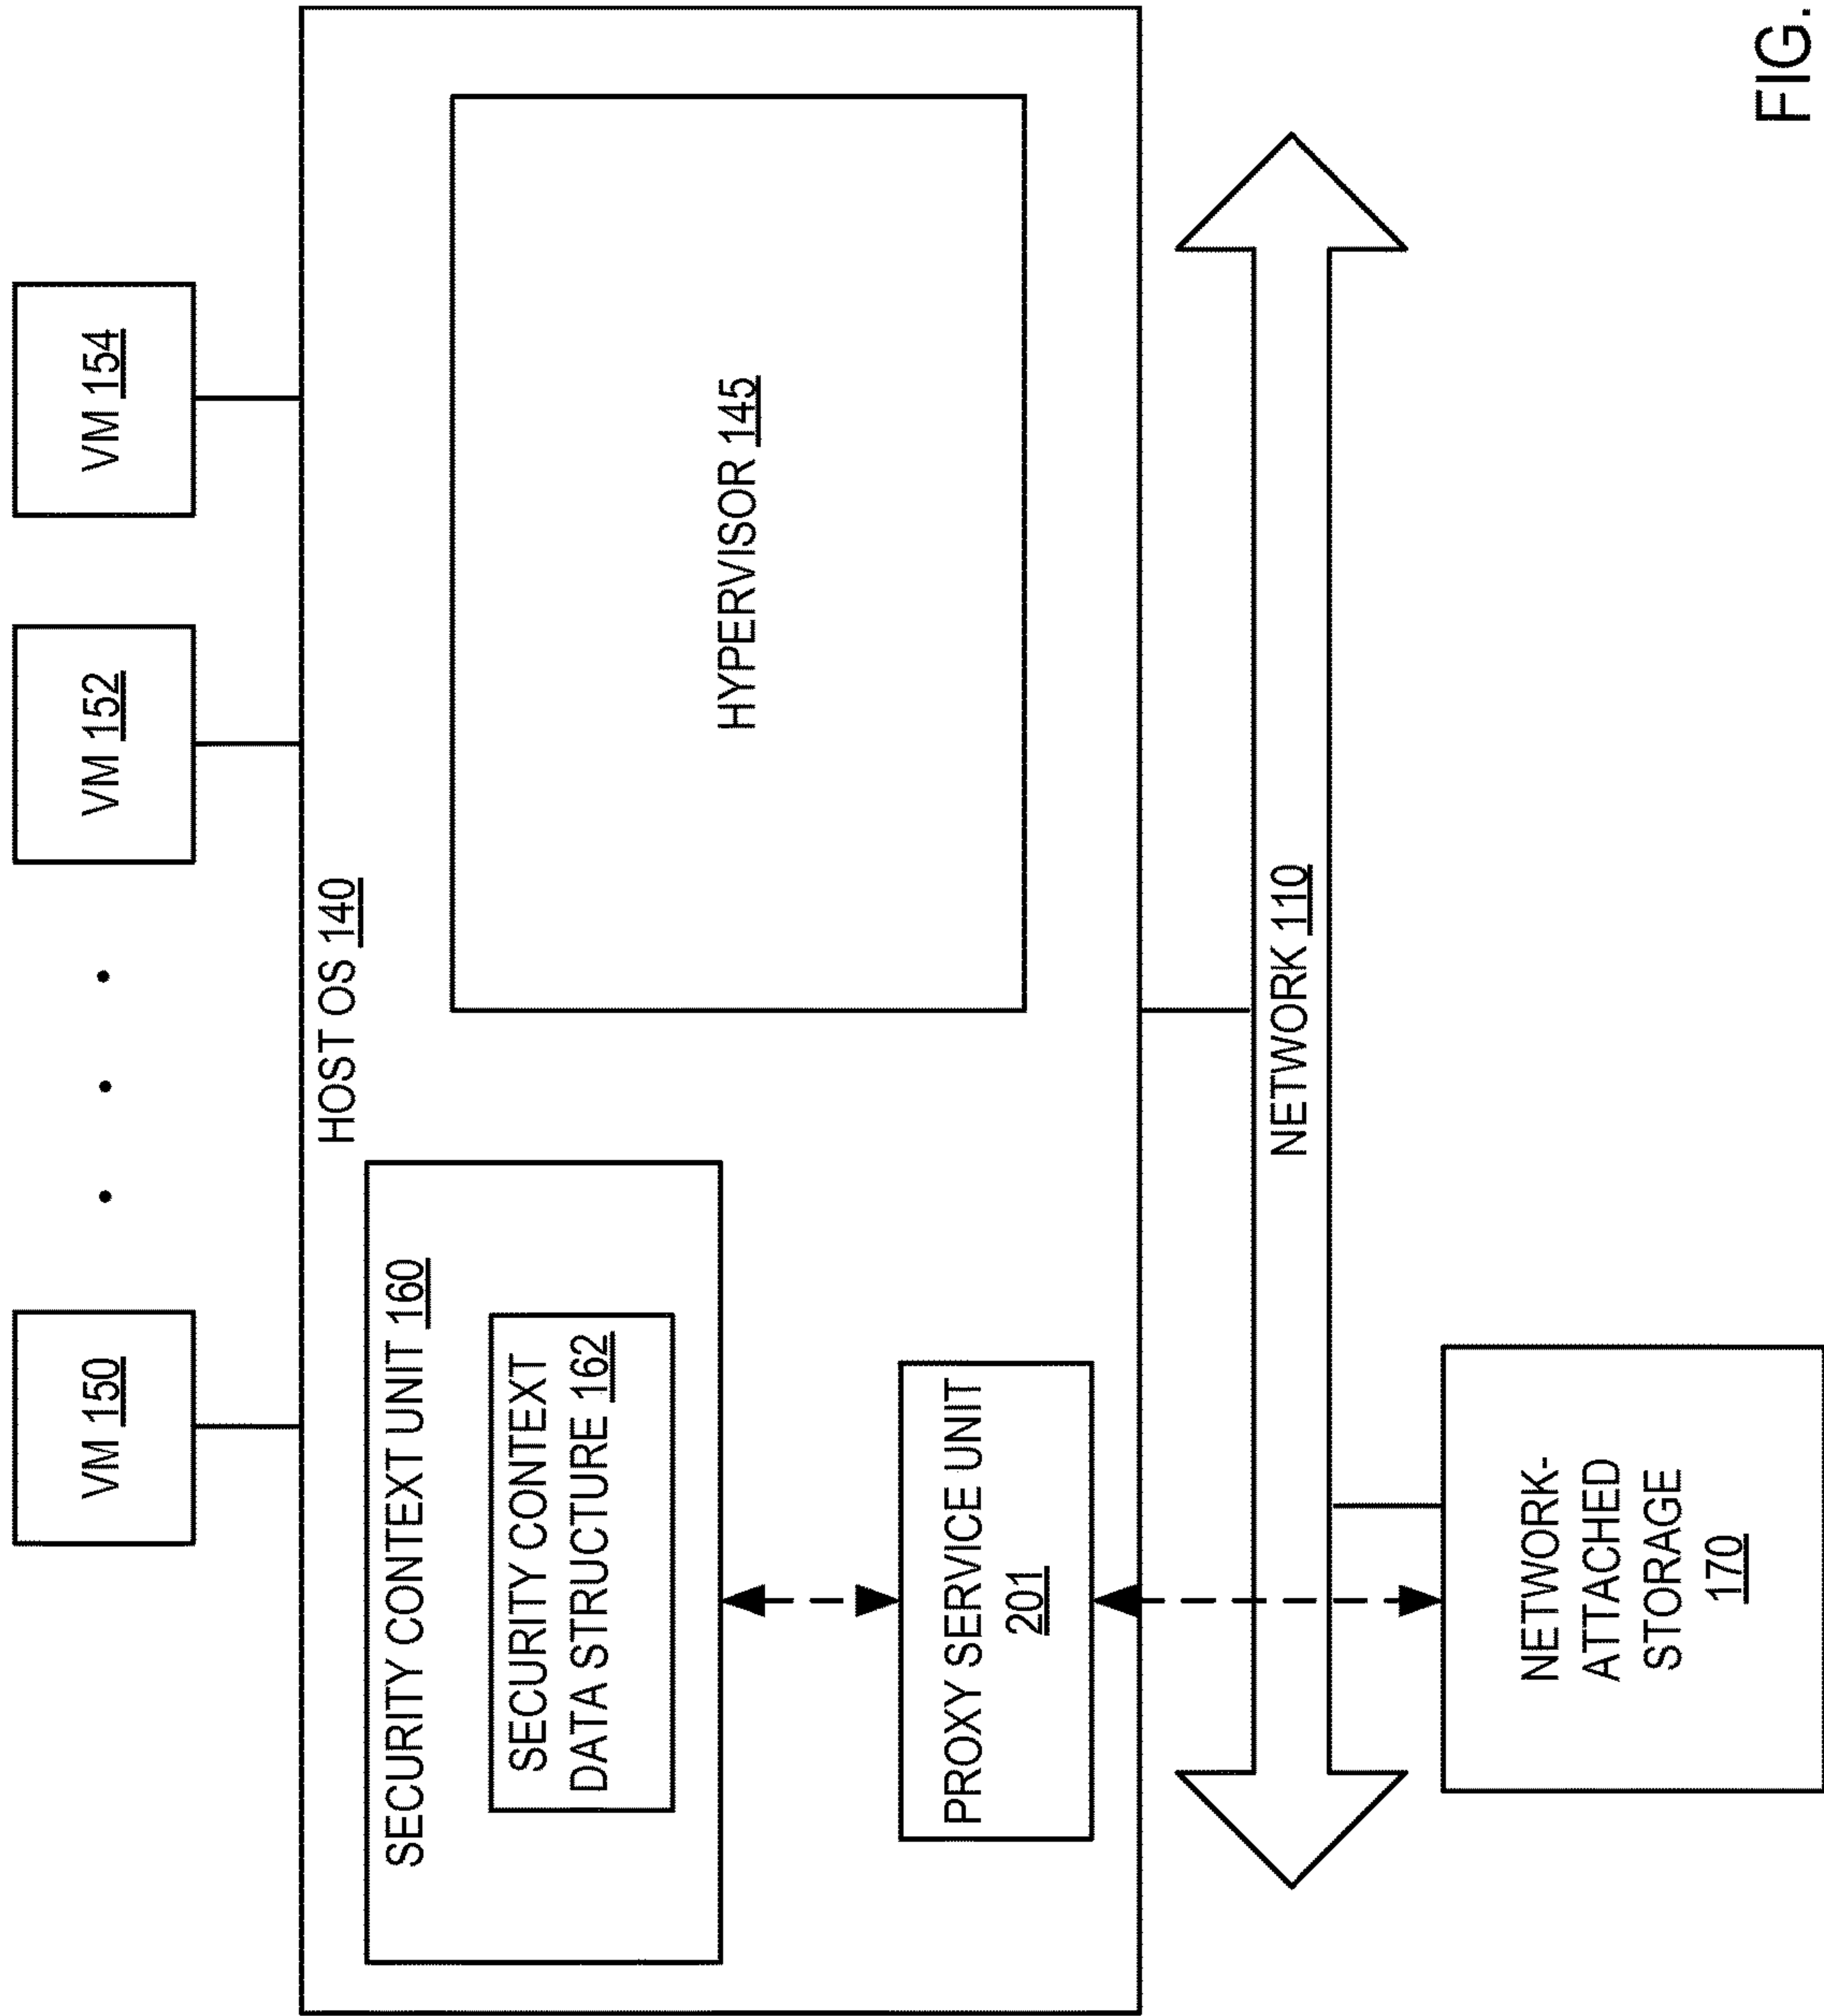 VM 150
VM 152
VM 154
HOST OS 140
SECURITY CONTEXT UNIT 160
SECURITY CONTEXT
DATA STRUCTURE 162
HYPERVISOR 145
PROXY SERVICE UNIT
201
NETWORK 110
NETWORK-
ATTACHED
STORAGE
170
FIG.